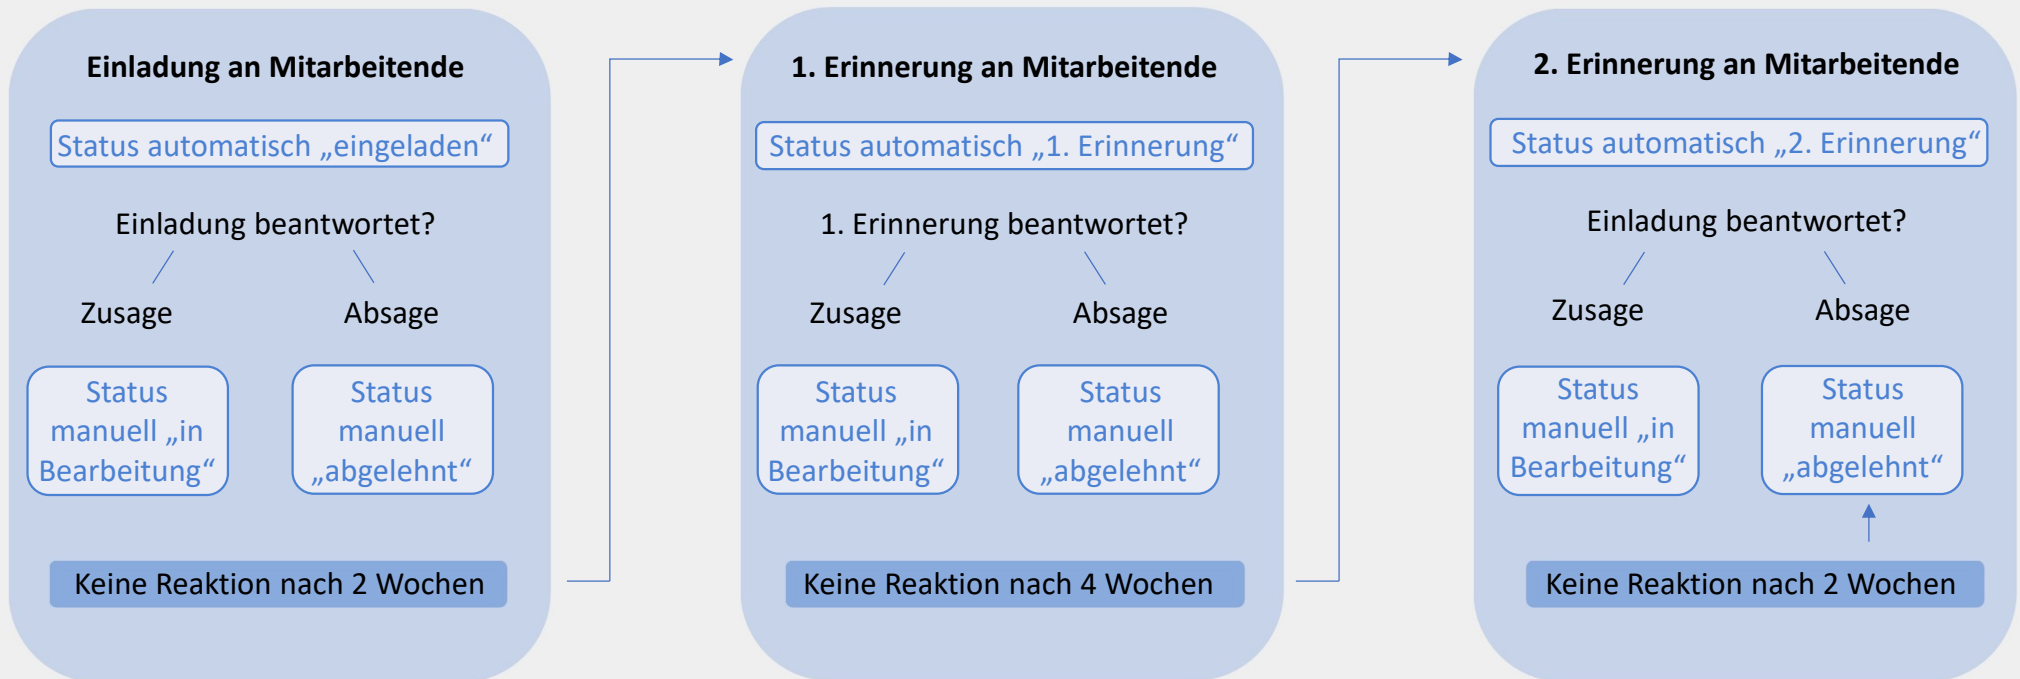 Einladung an Mitarbeitende
Status automatisch „eingeladen“
Einladung beantwortet?
Zusage
Absage
Status
manuell „in
Bearbeitung“
Status
manuell
„abgelehnt“
Keine Reaktion nach 2 Wochen
1. Erinnerung an Mitarbeitende
Status automatisch „1. Erinnerung“
1. Erinnerung beantwortet?
Zusage
Absage
Status
manuell „in
Bearbeitung“
Status
manuell
„abgelehnt“
Keine Reaktion nach 4 Wochen
2. Erinnerung an Mitarbeitende
Status automatisch „2. Erinnerung“
Einladung beantwortet?
Zusage
Absage
Status
manuell „in
Bearbeitung“
Status
manuell
„abgelehnt“
Keine Reaktion nach 2 Wochen